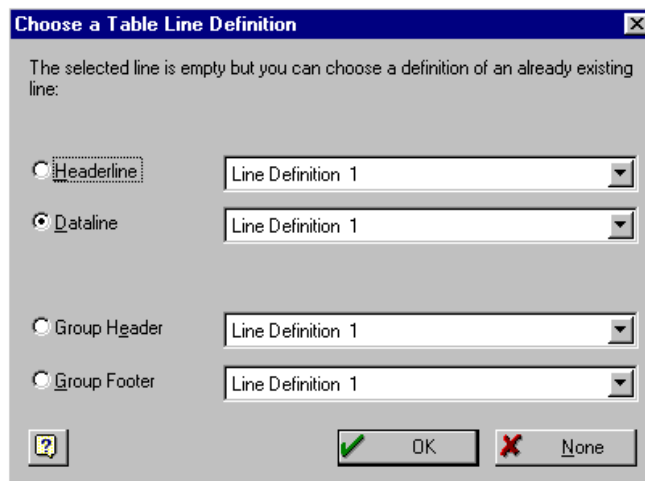 Choose a Table Line Definition
The selected line is empty but you can choose a definition of an already existing
line:
Headerline Line Definition 1
Dataline Line Definition 1
Group Header Line Definition 1
Group Footer Line Definition 1
? OK None